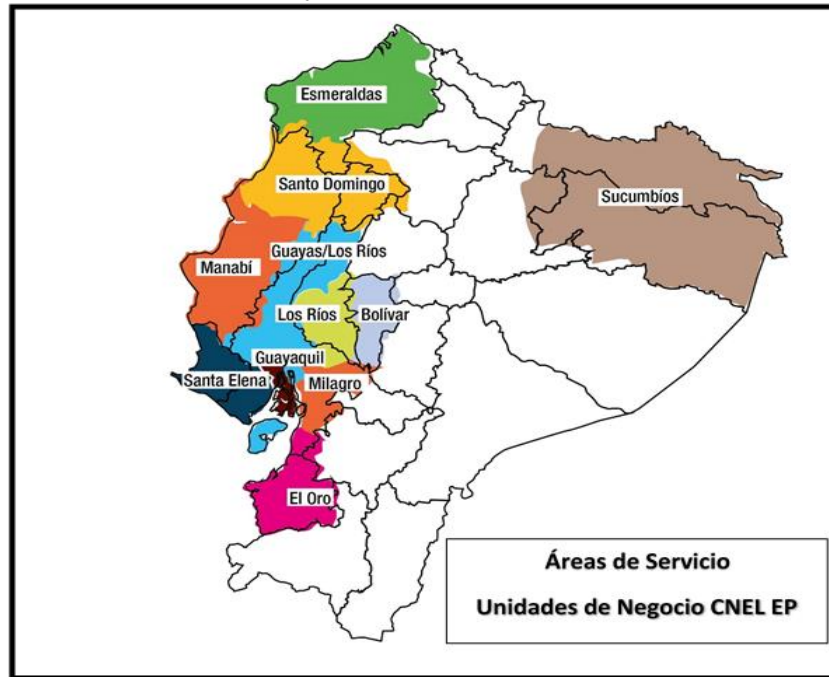 Esmeraldas
Santo Domingo
Sucumbíos
Guayas/Los Ríos
Manabí
Los Ríos
Bolívar
Guayaquil
Santa Elena
Milagro
El Oro
Áreas de Servicio
Unidades de Negocio CNEL EP